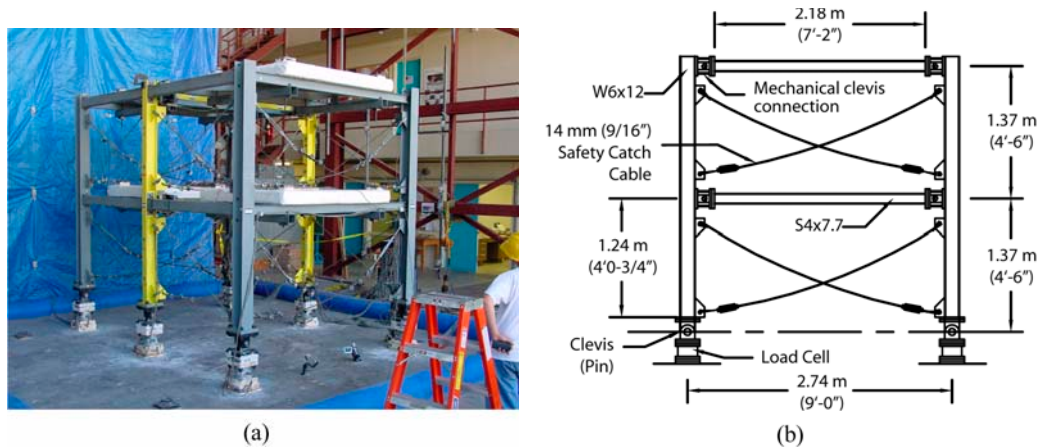 2.18 m
(7'-2")
W6x12
Mechanical clevis
connection
14 mm (9/16")
Safety Catch
Cable
1.37 m
(4'-6")
S4x7.7
1.24 m
(4'0-3/4")
1.37 m
(4'-6")
Clevis
(Pin)
Load Cell
2.74 m
(9'-0")
(a)
(b)